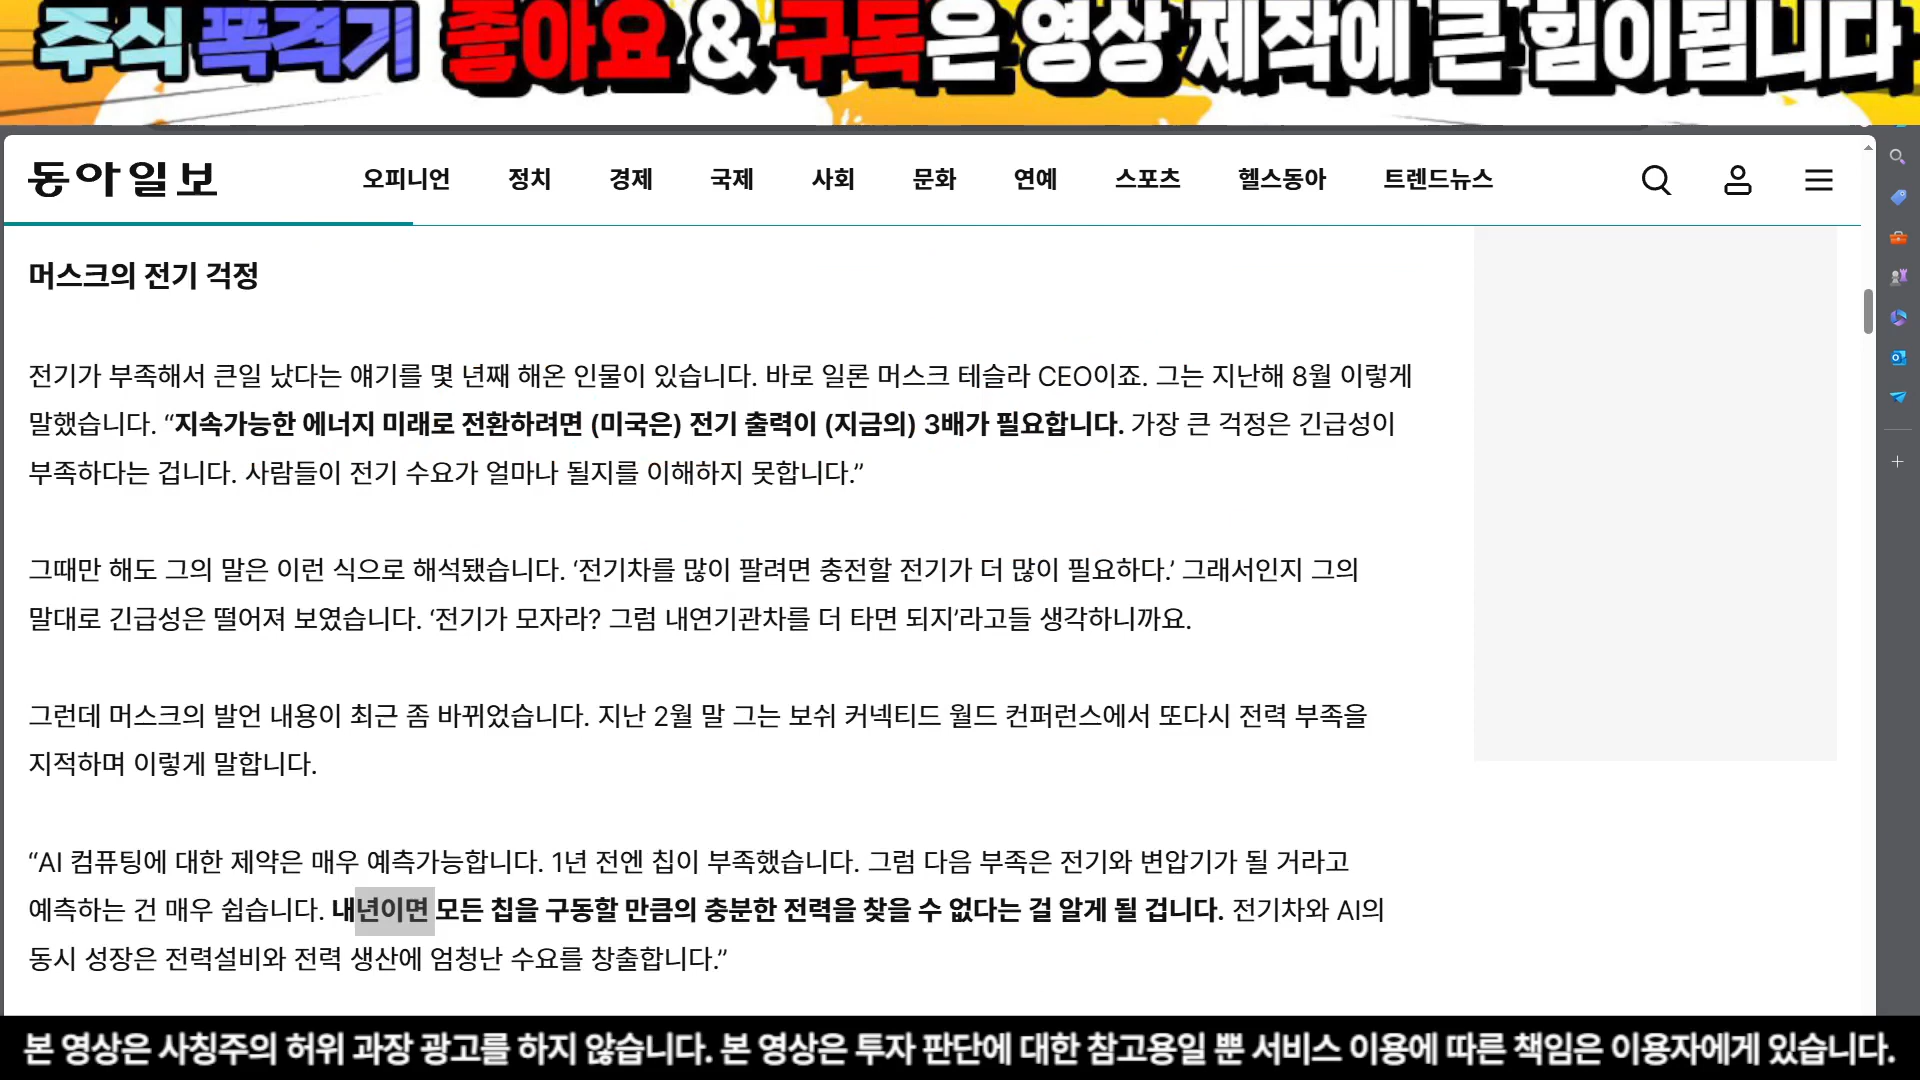 주식 폭격기 좋아요 & 구독은 영상 제작에 큰 힘이됩니다
동아일보 오피니언 정치 경제 국제 사회 문화 연예 스포츠 헬스동아 트렌드뉴스
머스크의 전기 걱정
전기가 부족해서 큰일 났다는 얘기를 몇 년째 해온 인물이 있습니다. 바로 일론 머스크 테슬라 CEO이죠. 그는 지난해 8월 이렇게
말했습니다. “지속가능한 에너지 미래로 전환하려면 (미국은) 전기 출력이 (지금의) 3배가 필요합니다. 가장 큰 걱정은 긴급성이
부족하다는 겁니다. 사람들이 전기 수요가 얼마나 될지를 이해하지 못합니다.”
그때만 해도 그의 말은 이런 식으로 해석됐습니다. ‘전기차를 많이 팔려면 충전할 전기가 더 많이 필요하다.’ 그래서인지 그의
말대로 긴급성은 떨어져 보였습니다. ‘전기가 모자라? 그럼 내연기관차를 더 타면 되지’라고들 생각하니까요.
그런데 머스크의 발언 내용이 최근 좀 바뀌었습니다. 지난 2월 말 그는 보쉬 커넥티드 월드 컨퍼런스에서 또다시 전력 부족을
지적하며 이렇게 말합니다.
“AI 컴퓨팅에 대한 제약은 매우 예측가능합니다. 1년 전엔 칩이 부족했습니다. 그럼 다음 부족은 전기와 변압기가 될 거라고
예측하는 건 매우 쉽습니다. 내년이면 모든 칩을 구동할 만큼의 충분한 전력을 찾을 수 없다는 걸 알게 될 겁니다. 전기차와 AI의
동시 성장은 전력설비와 전력 생산에 엄청난 수요를 창출합니다.”
본 영상은 사칭주의 허위 과장 광고를 하지 않습니다. 본 영상은 투자 판단에 대한 참고용일 뿐 서비스 이용에 따른 책임은 이용자에게 있습니다.